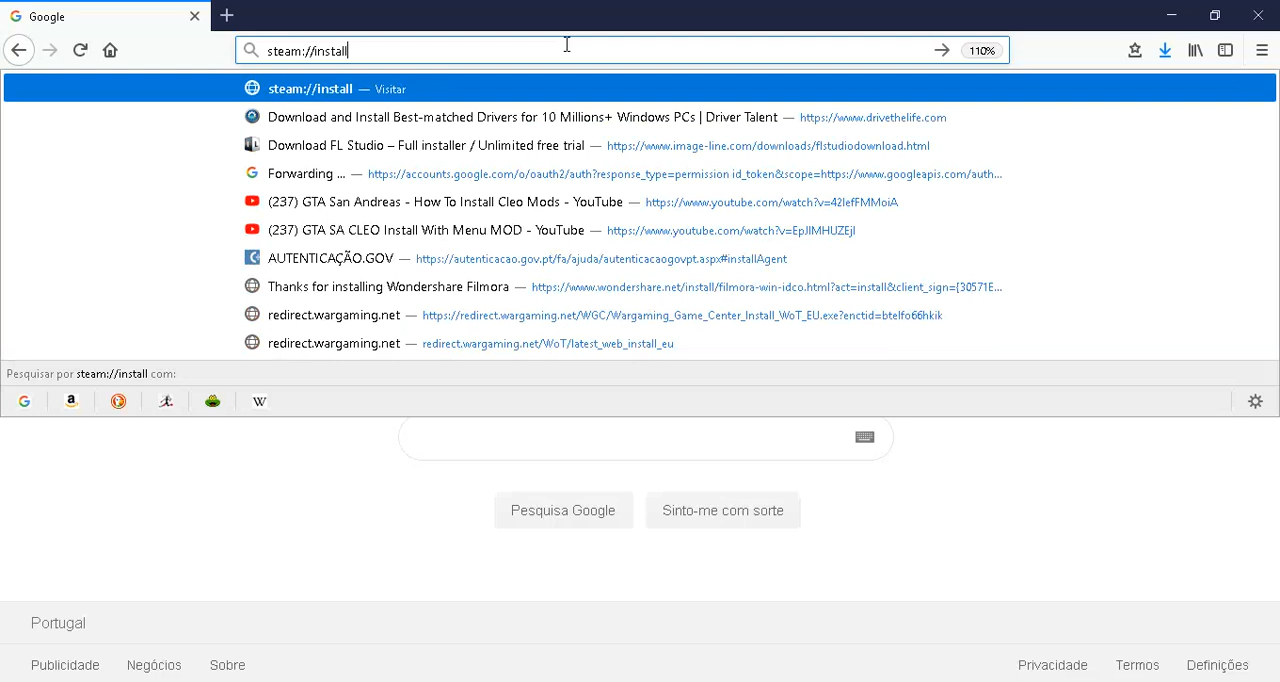 Google
steam://install 110%
steam://install — Visitar
Download and Install Best-matched Drivers for 10 Millions+ Windows PCs | Driver Talent — https://www.drivethelife.com
Download FL Studio – Full installer / Unlimited free trial — https://www.image-line.com/downloads/flstudiodownload.html
Forwarding ... — https://accounts.google.com/o/oauth2/auth?response_type=permission id_token&scope=https://www.googleapis.com/auth...
(237) GTA San Andreas - How To Install Cleo Mods - YouTube — https://www.youtube.com/watch?v=42IefFMMoiA
(237) GTA SA CLEO Install With Menu MOD - YouTube — https://www.youtube.com/watch?v=EpJIMHUZEjI
AUTENTICAÇÃO.GOV — https://autenticacao.gov.pt/fa/ajuda/autenticacaogovpt.aspx#installAgent
Thanks for installing Wondershare Filmora — https://www.wondershare.net/install/filmora-win-idco.html?act=install&client_sign={30571E...
redirect.wargaming.net — https://redirect.wargaming.net/WGC/Wargaming_Game_Center_Install_WoT_EU.exe?enctid=btelfo66hkik
redirect.wargaming.net — redirect.wargaming.net/WoT/latest_web_install_eu
Pesquisar por steam://install com:
Pesquisa Google Sinto-me com sorte
Portugal
Publicidade Negócios Sobre Privacidade Termos Definições